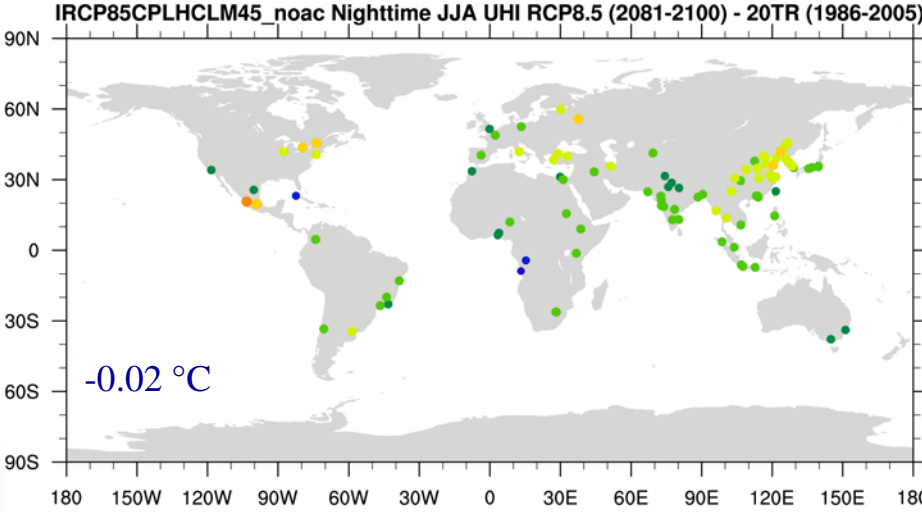 IRCP85CPLHCLM45_noac Nighttime JJA UHI RCP8.5 (2081-2100) - 20TR (1986-2005)
90N
60N
30N
0
30S
-0.02 °C
60S
90S
180 150W 120W 90W 60W 30W 0 30E 60E 90E 120E 150E 180